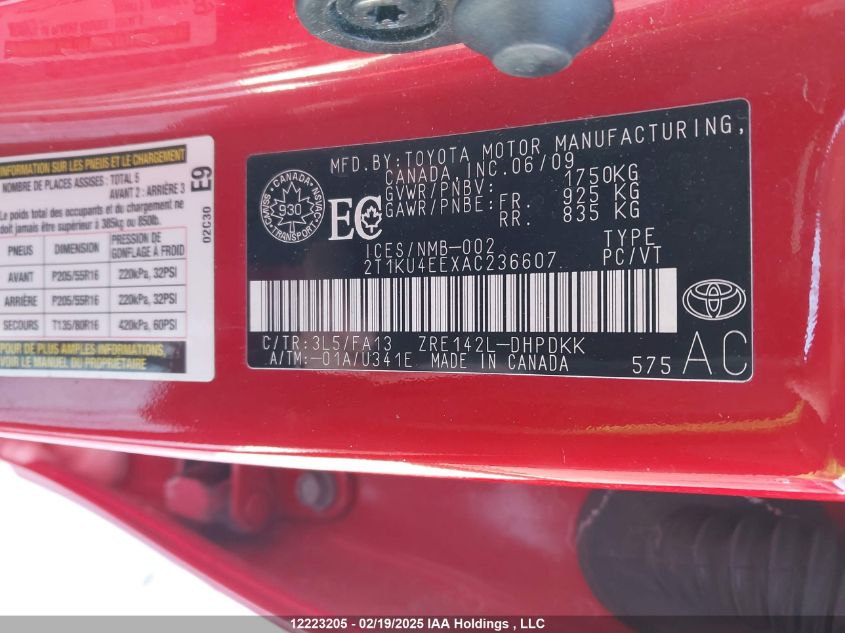 INFORMATION SUR LES PNEUS ET LE CHARGEMENT
NOMBRE DE PLACES ASSISES : TOTAL 5
AVANT 2 : ARRIÈRE 3
Le poids total des occupants et du chargement ne
doit jamais être supérieur à 385kg ou 850lb.
PNEUS DIMENSION PRESSION DE GONFLAGE À FROID
AVANT P205/55R16 220kPa, 32PSI
ARRIÈRE P205/55R16 220kPa, 32PSI
SECOURS T135/80R16 420kPa, 60PSI
POUR DE PLUS AMPLES INFORMATIONS,
VOIR LE MANUEL DU PROPRIÉTAIRE
02C30 E9
MFD.BY:TOYOTA MOTOR MANUFACTURING,
CANADA,INC.06/09
GVWR/PNBV: 1750KG
GAWR/PNBE:FR. 925 KG
RR. 835 KG
CANADA
930
TRANSPORT
CMVSS
NSVAC
EC
ICES/NMB-002 TYPE
2T1KU4EEXAC236607 PC/VT
C/TR:3L5/FA13 ZRE142L-DHPDKK
A/TM:-01A/U341E MADE IN CANADA 575 AC
12223205 - 02/19/2025 IAA Holdings , LLC